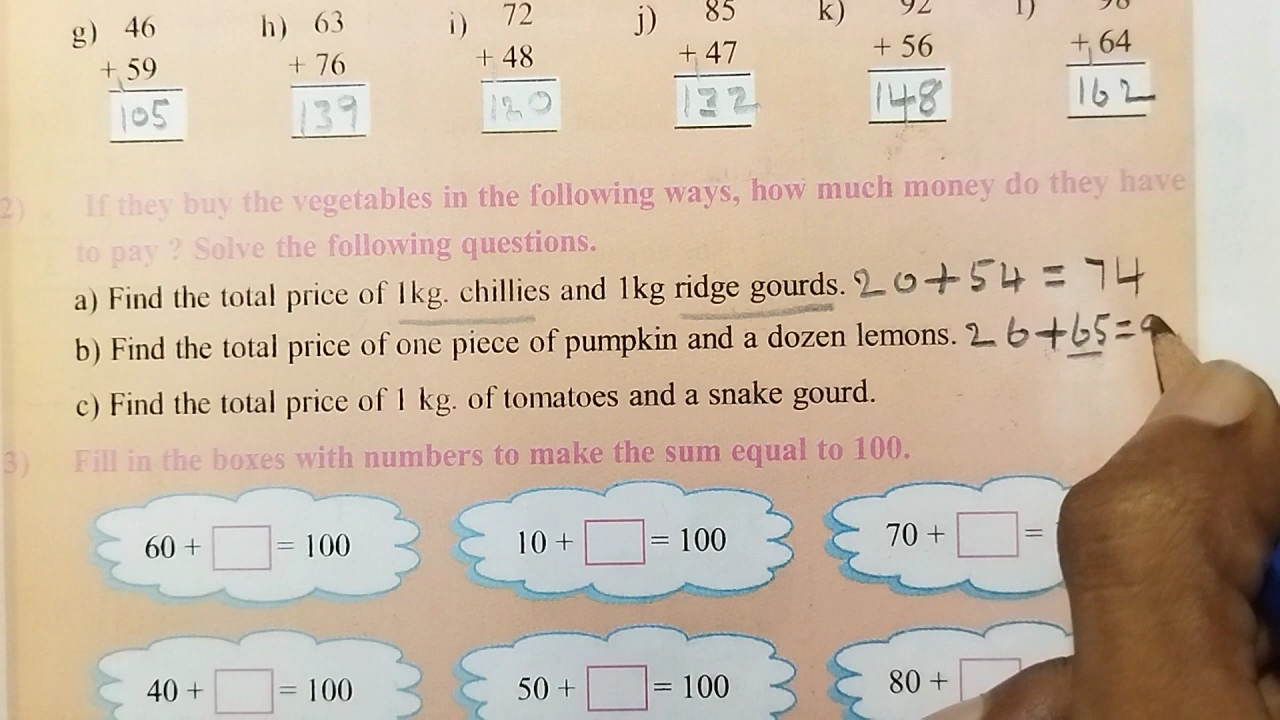 g) 46 h) 63 i) 72 j) 85 k) 92 l) 98
+ 59 + 76 + 48 + 47 + 56 + 64
105 139 120 132 148 162
2) If they buy the vegetables in the following ways, how much money do they have
to pay ? Solve the following questions.
a) Find the total price of 1kg. chillies and 1kg ridge gourds. 20+54 = 74
b) Find the total price of one piece of pumpkin and a dozen lemons. 26+65=9
c) Find the total price of 1 kg. of tomatoes and a snake gourd.
3) Fill in the boxes with numbers to make the sum equal to 100.
60 + = 100 10 + = 100 70 + =
40 + = 100 50 + = 100 80 +